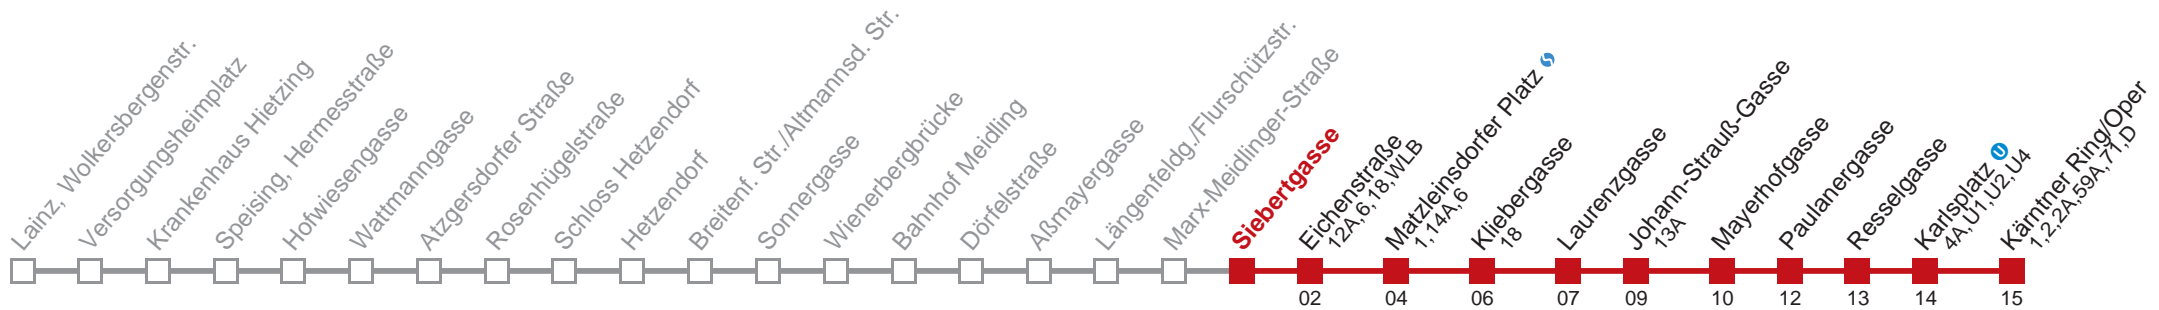 Lainz, Wolkersbergenstr.
Versorgungsheimplatz
Krankenhaus Hietzing
Speising, Hermesstraße
Hofwiesengasse
Wattmanngasse
Atzgersdorfer Straße
Rosenhügelstraße
Schloss Hetzendorf
Hetzendorf
Breitenf. Str./Altmannsd. Str.
Sonnergasse
Wienerbergbrücke
Bahnhof Meidling
Dörfelstraße
Aßmayergasse
Längenfeldg./Flurschützstr.
Marx-Meidlinger-Straße
Siebertgasse
Eichenstraße
12A,6,18,WLB
Matzleinsdorfer Platz S
1,14A,6
Kliebergasse
18
Laurenzgasse
Johann-Strauß-Gasse
13A
Mayerhofgasse
Paulanergasse
Resselgasse
Karlsplatz U
4A,U1,U2,U4
Kärntner Ring/Oper
1,2,2A,59A,71,D
02 04 06 07 09 10 12 13 14 15